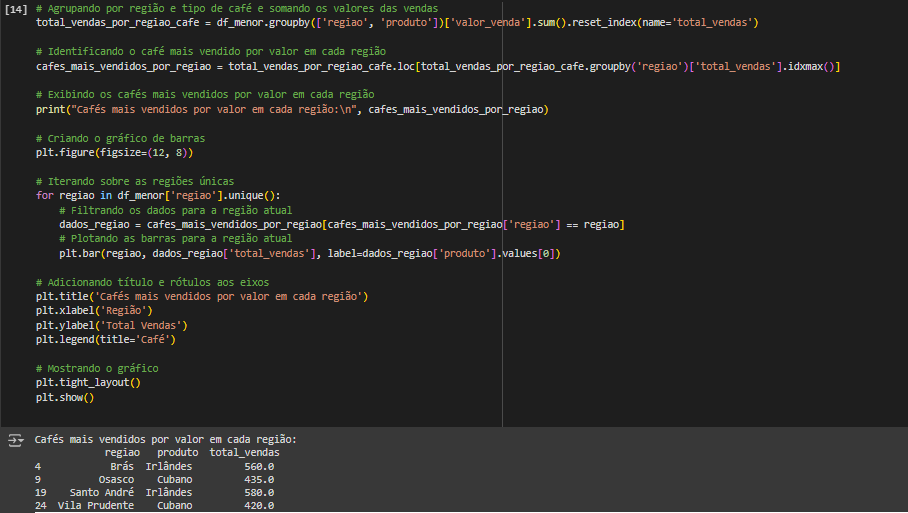 [14] # Agrupando por região e tipo de café e somando os valores das vendas
total_vendas_por_regiao_cafe = df_menor.groupby(['regiao', 'produto'])['valor_venda'].sum().reset_index(name='total_vendas')
# Identificando o café mais vendido por valor em cada região
cafes_mais_vendidos_por_regiao = total_vendas_por_regiao_cafe.loc[total_vendas_por_regiao_cafe.groupby('regiao')['total_vendas'].idxmax()]
# Exibindo os cafés mais vendidos por valor em cada região
print("Cafés mais vendidos por valor em cada região:\n", cafes_mais_vendidos_por_regiao)
# Criando o gráfico de barras
plt.figure(figsize=(12, 8))
# Iterando sobre as regiões únicas
for regiao in df_menor['regiao'].unique():
    # Filtrando os dados para a região atual
    dados_regiao = cafes_mais_vendidos_por_regiao[cafes_mais_vendidos_por_regiao['regiao'] == regiao]
    # Plotando as barras para a região atual
    plt.bar(regiao, dados_regiao['total_vendas'], label=dados_regiao['produto'].values[0])
# Adicionando título e rótulos aos eixos
plt.title('Cafés mais vendidos por valor em cada região')
plt.xlabel('Região')
plt.ylabel('Total Vendas')
plt.legend(title='Café')
# Mostrando o gráfico
plt.tight_layout()
plt.show()
Cafés mais vendidos por valor em cada região:
regiao produto total_vendas
4 Brás Irlândes 560.0
9 Osasco Cubano 435.0
19 Santo André Irlândes 580.0
24 Vila Prudente Cubano 420.0